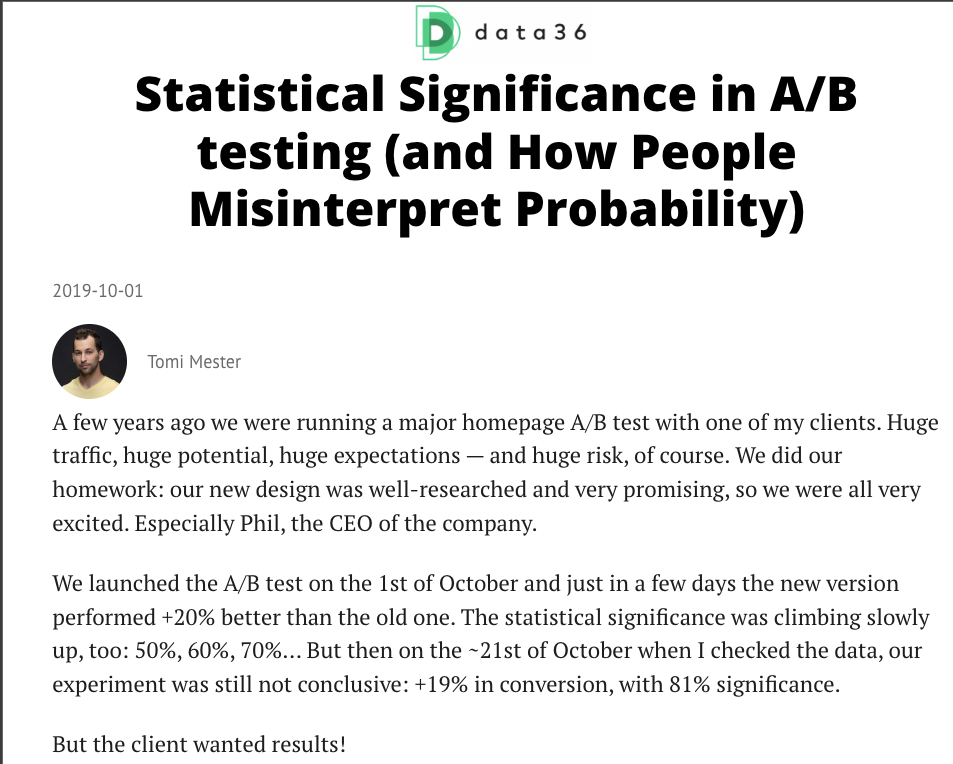 data36
Statistical Significance in A/B
testing (and How People
Misinterpret Probability)
2019-10-01
Tomi Mester
A few years ago we were running a major homepage A/B test with one of my clients. Huge
traffic, huge potential, huge expectations — and huge risk, of course. We did our
homework: our new design was well-researched and very promising, so we were all very
excited. Especially Phil, the CEO of the company.
We launched the A/B test on the 1st of October and just in a few days the new version
performed +20% better than the old one. The statistical significance was climbing slowly
up, too: 50%, 60%, 70%… But then on the ~21st of October when I checked the data, our
experiment was still not conclusive: +19% in conversion, with 81% significance.
But the client wanted results!